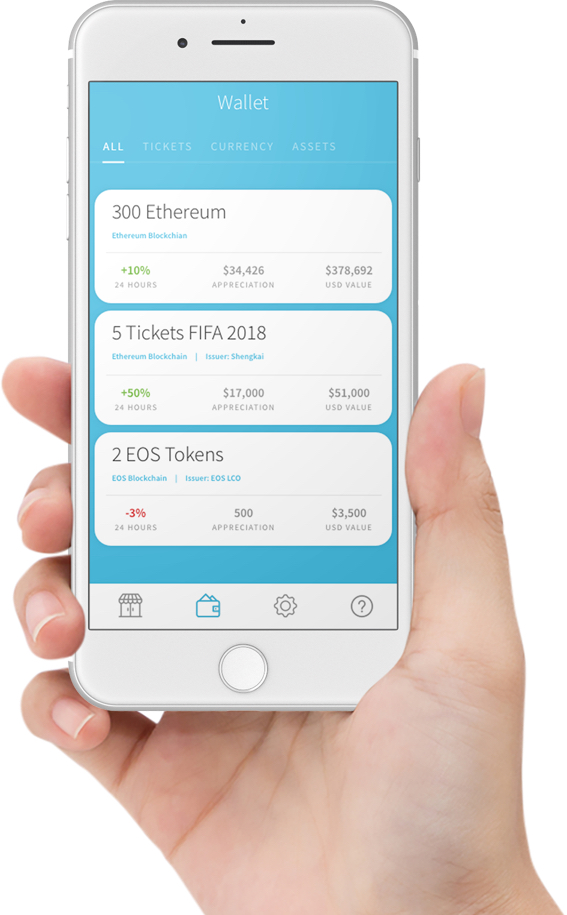 Wallet
ALL TICKETS CURRENCY ASSETS
300 Ethereum
Ethereum Blockchian
+10% $34,426 $378,692
24 HOURS APPRECIATION USD VALUE
5 Tickets FIFA 2018
Ethereum Blockchain | Issuer: Shengkai
+50% $17,000 $51,000
24 HOURS APPRECIATION USD VALUE
2 EOS Tokens
EOS Blockchain | Issuer: EOS LCO
-3% 500 $3,500
24 HOURS APPRECIATION USD VALUE
?